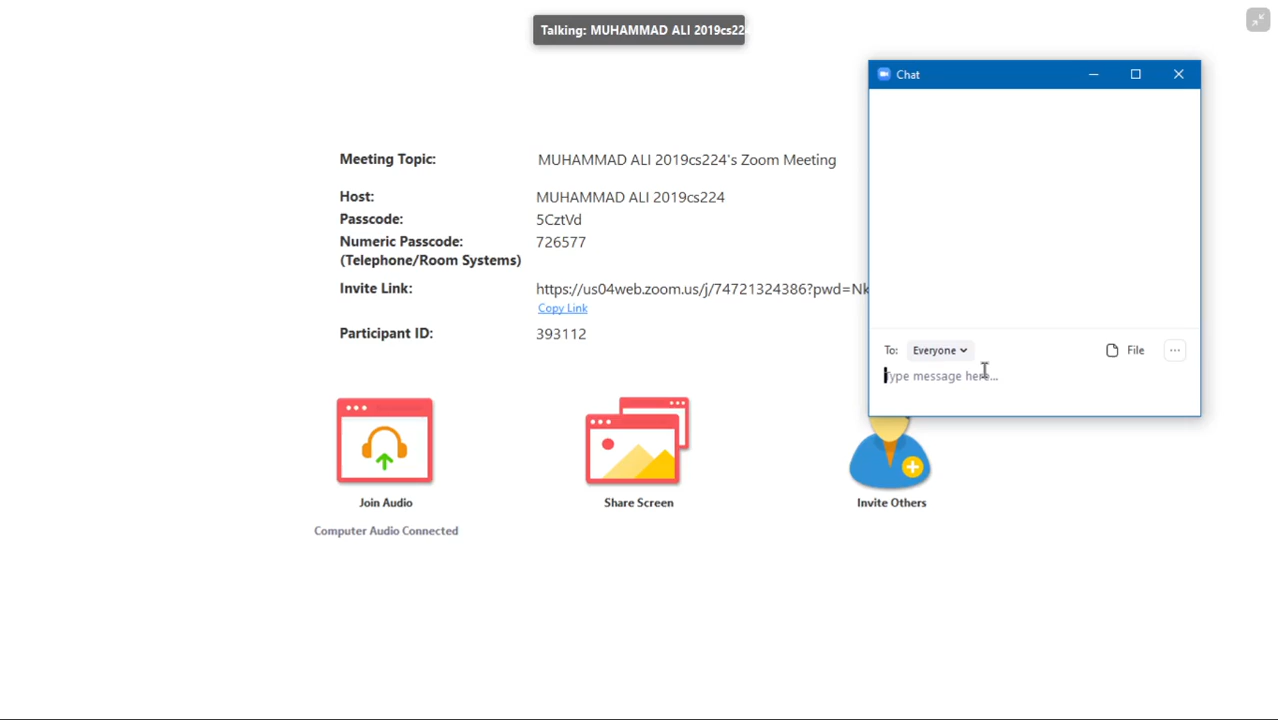 Talking: MUHAMMAD ALI 2019cs22
Chat
Meeting Topic: MUHAMMAD ALI 2019cs224's Zoom Meeting
Host: MUHAMMAD ALI 2019cs224
Passcode: 5CztVd
Numeric Passcode: 726577
(Telephone/Room Systems)
Invite Link: https://us04web.zoom.us/j/74721324386?pwd=Nk
Copy Link
Participant ID: 393112
To: Everyone File
Type message here...
Join Audio Share Screen Invite Others
Computer Audio Connected